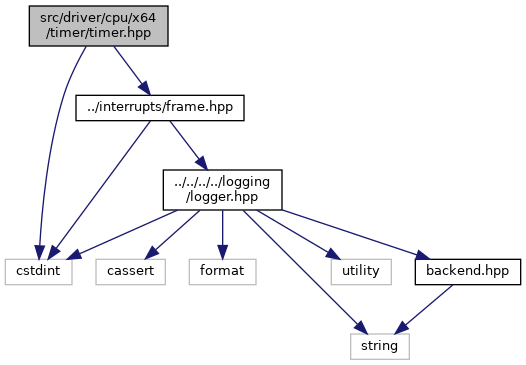 src/driver/cpu/x64
/timer/timer.hpp
../interrupts/frame.hpp
../../../../logging
/logger.hpp
cstdint
cassert
format
utility
backend.hpp
string